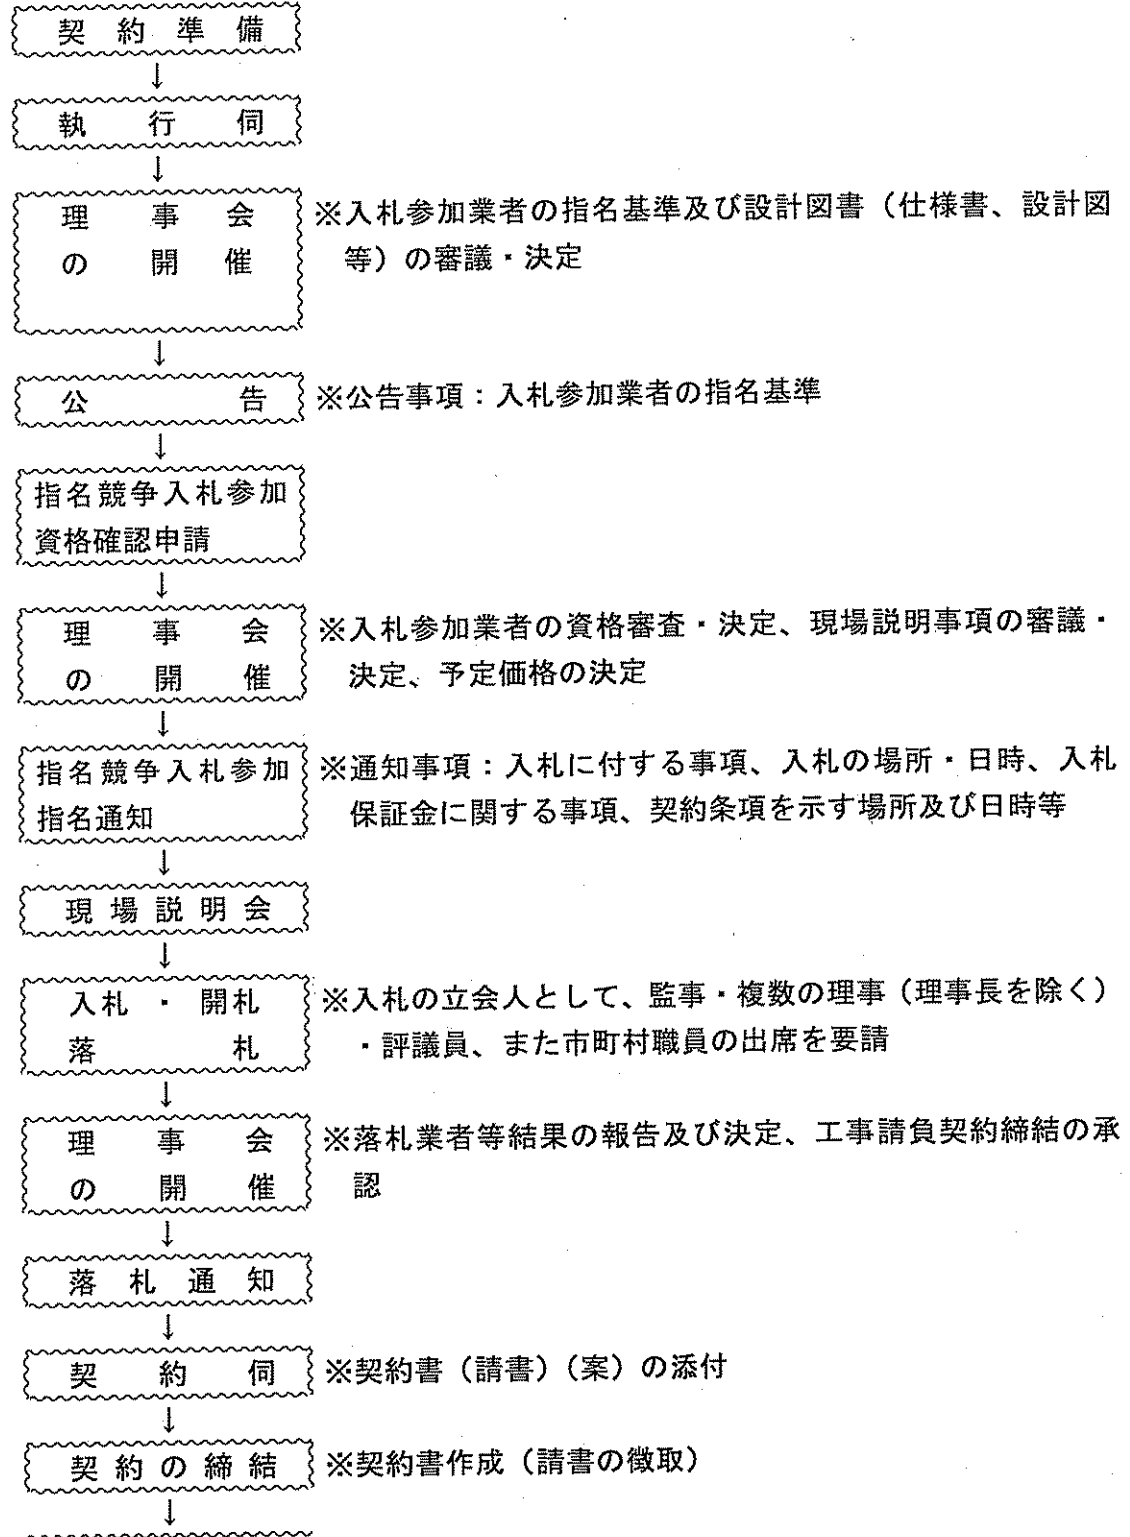 契約準備
↓
執行伺
↓
理事会 ※入札参加業者の指名基準及び設計図書（仕様書、設計図
の開催 等）の審議・決定
↓
公告 ※公告事項：入札参加業者の指名基準
↓
指名競争入札参加
資格確認申請
↓
理事会 ※入札参加業者の資格審査・決定、現場説明事項の審議・
の開催 決定、予定価格の決定
↓
指名競争入札参加 ※通知事項：入札に付する事項、入札の場所・日時、入札
指名通知 保証金に関する事項、契約条項を示す場所及び日時等
↓
現場説明会
↓
入札・開札 ※入札の立会人として、監事・複数の理事（理事長を除く）
落札 ・評議員、また市町村職員の出席を要請
↓
理事会 ※落札業者等結果の報告及び決定、工事請負契約締結の承
の開催 認
↓
落札通知
↓
契約伺 ※契約書（請書）（案）の添付
↓
契約の締結 ※契約書作成（請書の徴取）
↓